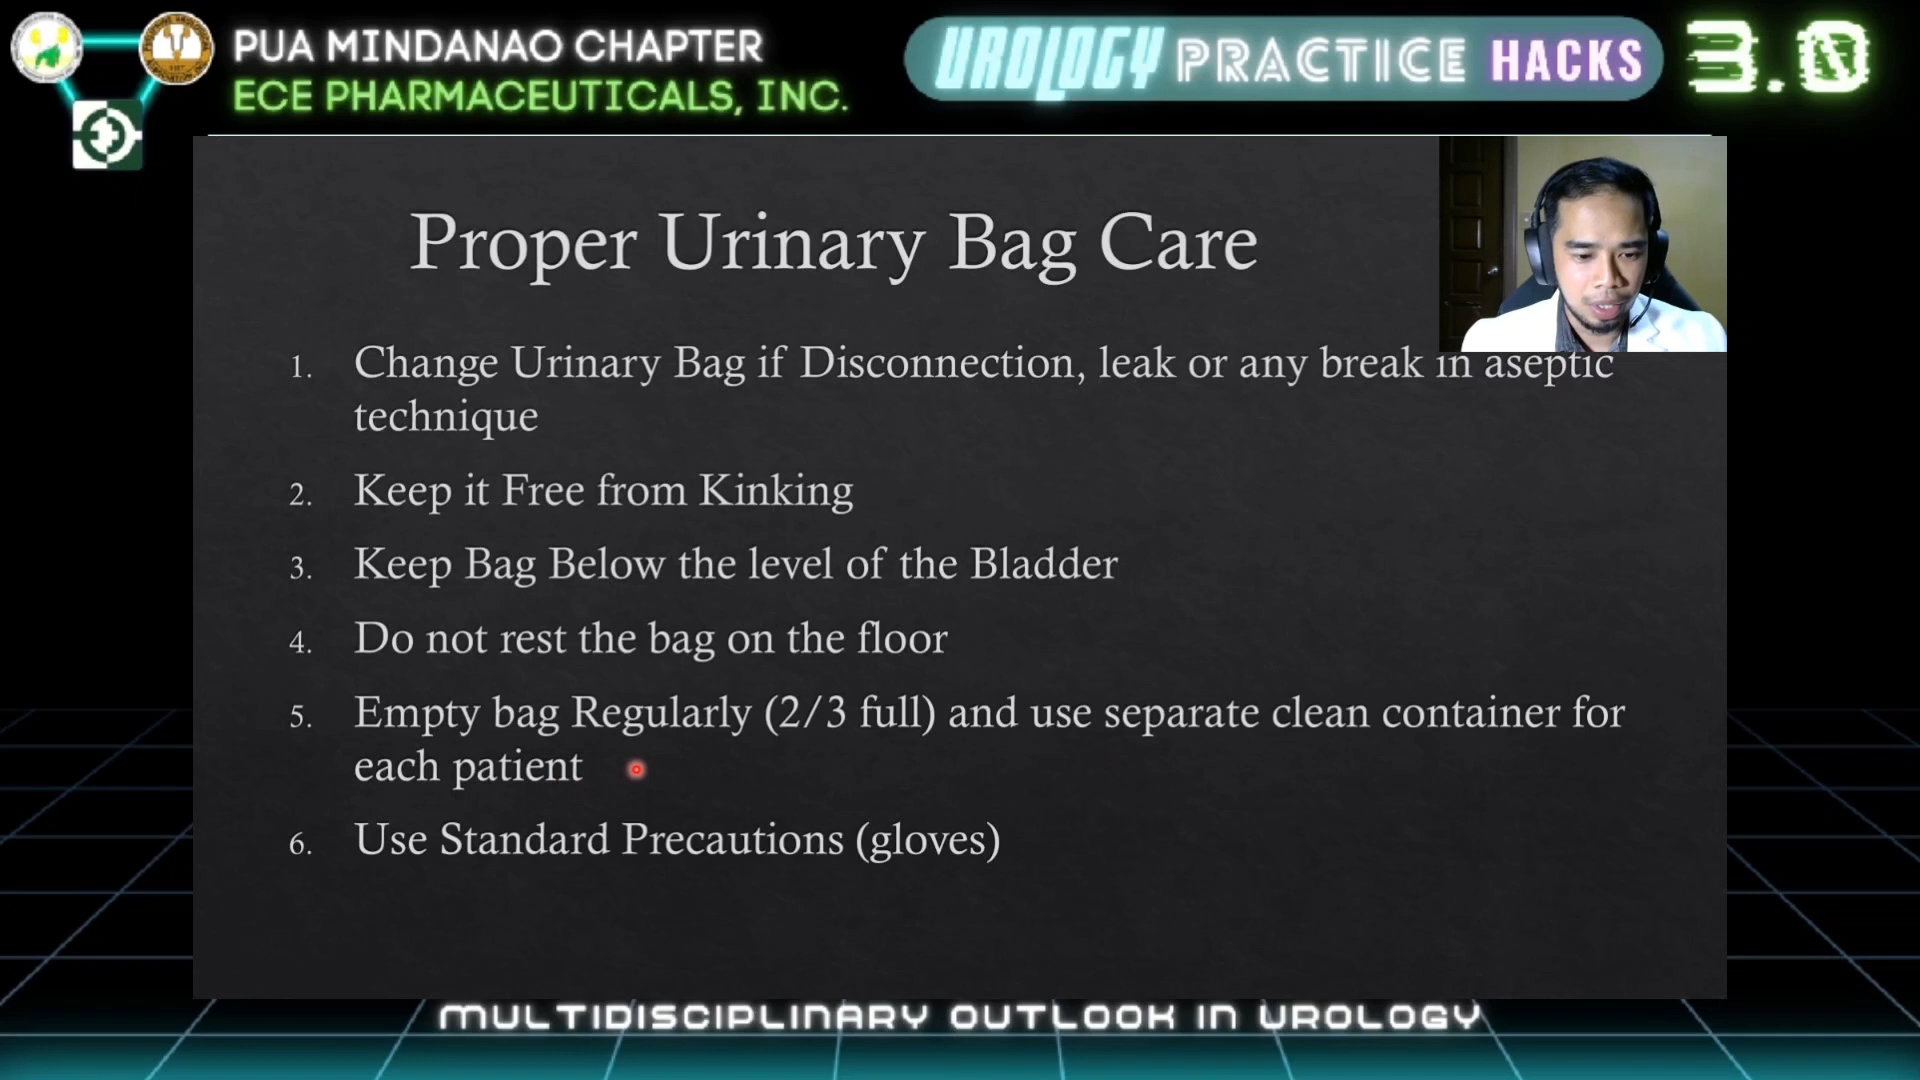 PUA MINDANAO CHAPTER
ECE PHARMACEUTICALS, INC.
UROLOGY PRACTICE HACKS 3.0
Proper Urinary Bag Care
1. Change Urinary Bag if Disconnection, leak or any break in aseptic
technique
2. Keep it Free from Kinking
3. Keep Bag Below the level of the Bladder
4. Do not rest the bag on the floor
5. Empty bag Regularly (2/3 full) and use separate clean container for
each patient
6. Use Standard Precautions (gloves)
MULTIDISCIPLINARY OUTLOOK IN UROLOGY